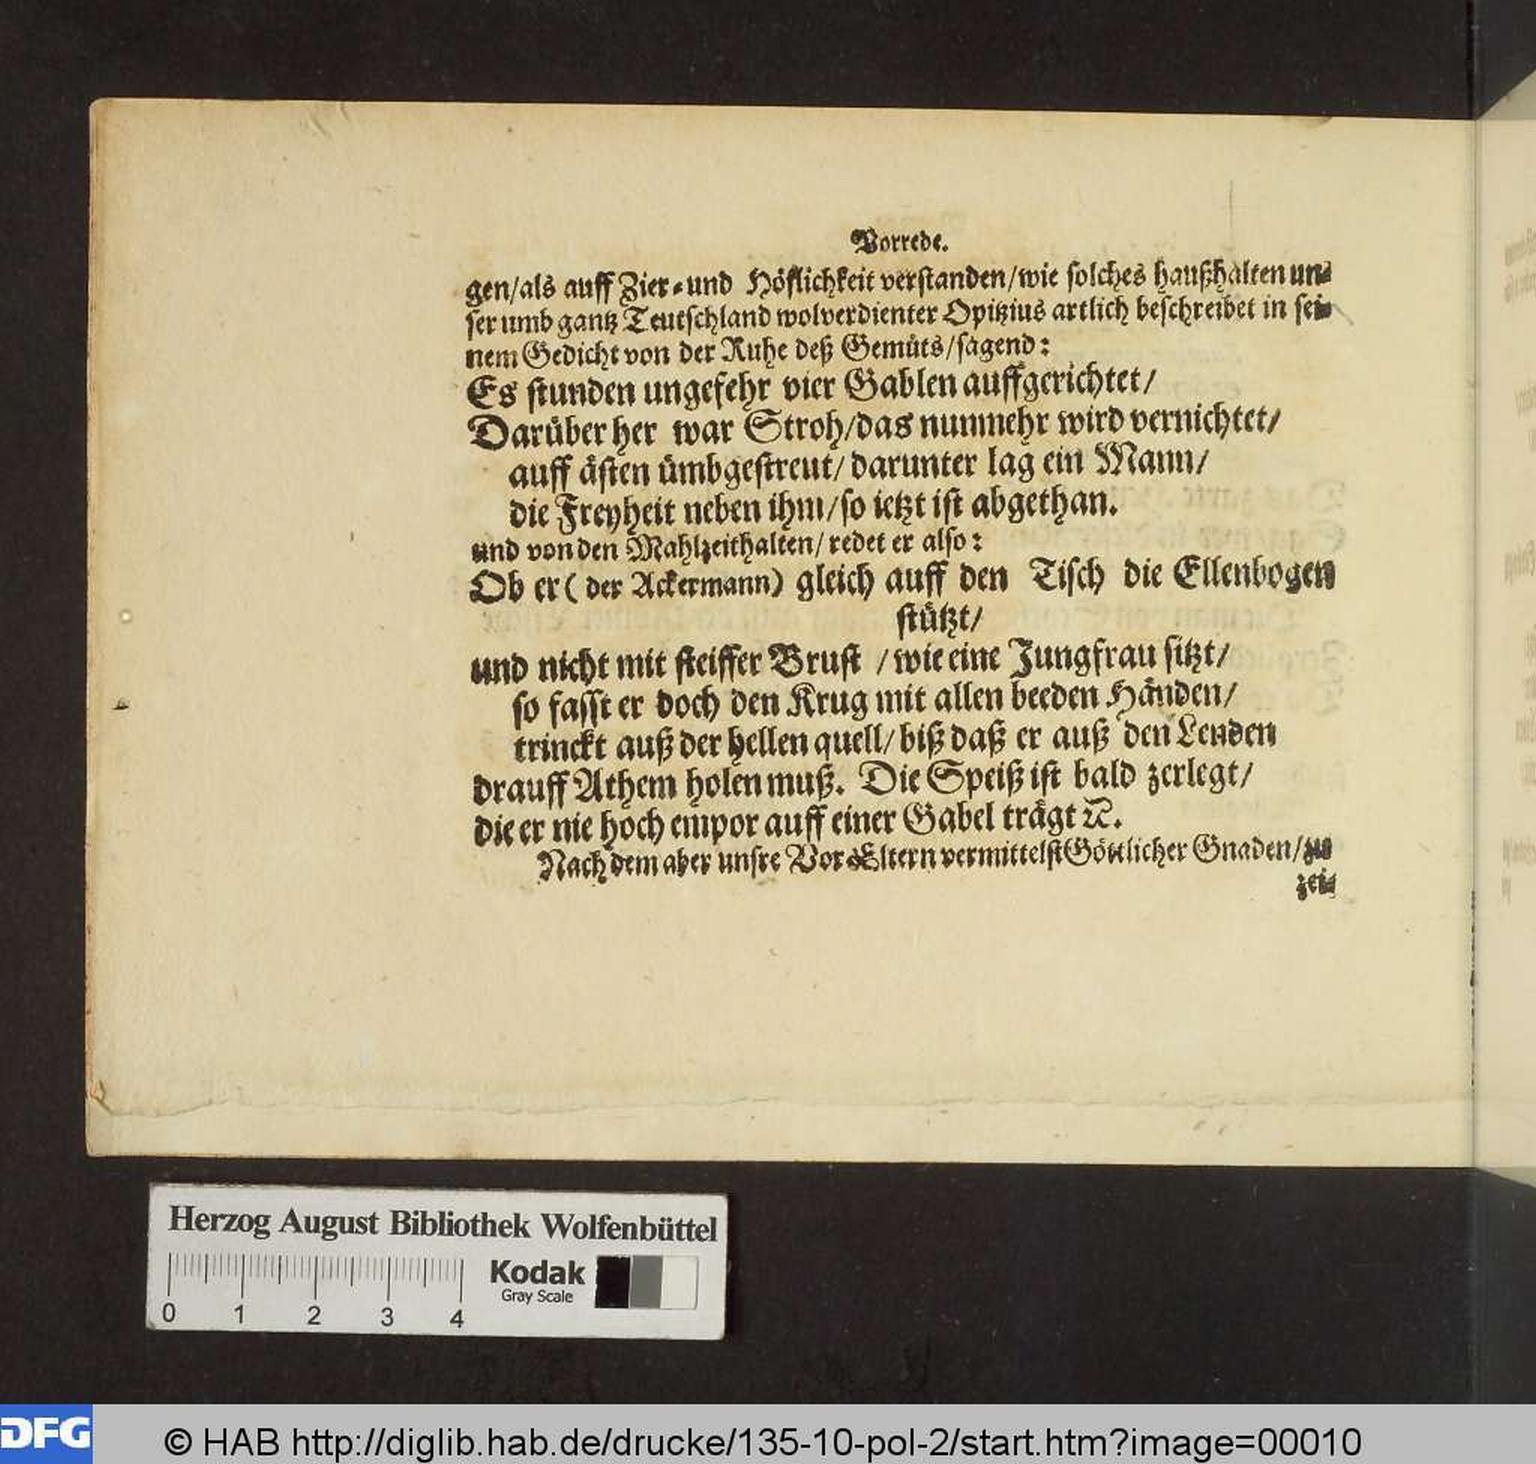 Vorrede.
gen/als auff Zier-und Höflichkeit verstanden/wie solches haußhalten un-
ser umb gantz Teutschland wolverdienter Opitzius artlich beschreibet in sei-
nem Gedicht von der Ruhe deß Gemüts/sagend:
Es stunden ungefehr vier Gablen auffgerichtet/
Darüber her war Stroh/das nunmehr wird vernichtet/
auff ästen ümbgestreut/darunter lag ein Mann/
die Freyheit neben ihm/so ietzt ist abgethan.
und von den Mahlzeithalten/redet er also:
Ob er (der Ackermann) gleich auff den Tisch die Ellenbogen
stützt/
und nicht mit steiffer Brust /wie eine Jungfrau sitzt/
so fasst er doch den Krug mit allen beeden Händen/
trinckt auß der hellen quell/biß daß er auß den Lenden
drauff Athem holen muß. Die Speiß ist bald zerlegt/
die er nie hoch empor auff einer Gabel trägt ꝛc.
Nach dem aber unsre Vor-Eltern vermittelst Göttlicher Gnaden/zu
zei-
Herzog August Bibliothek Wolfenbüttel
Kodak
Gray Scale
0 1 2 3 4
DFG © HAB http://diglib.hab.de/drucke/135-10-pol-2/start.htm?image=00010